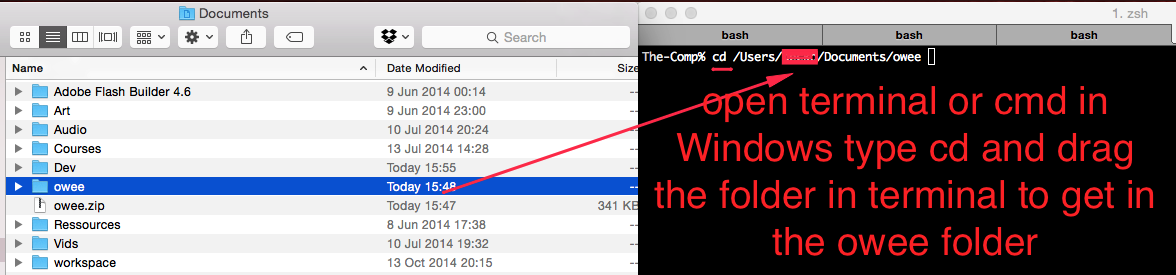 Documents
Search
Name Date Modified Size
Adobe Flash Builder 4.6 9 Jun 2014 00:14 --
Art 9 Jun 2014 23:00 --
Audio 10 Jul 2014 20:24 --
Courses 13 Jul 2014 14:28 --
Dev Today 15:55 --
owee Today 15:48 --
owee.zip Today 15:47 341 KB
Ressources 8 Jun 2014 17:38 --
Vids 10 Jul 2014 19:32 --
workspace 13 Oct 2014 20:15 --
1. zsh
bash bash bash
The-Comp% cd /Users/ /Documents/owee
open terminal or cmd in
Windows type cd and drag
the folder in terminal to get in
the owee folder